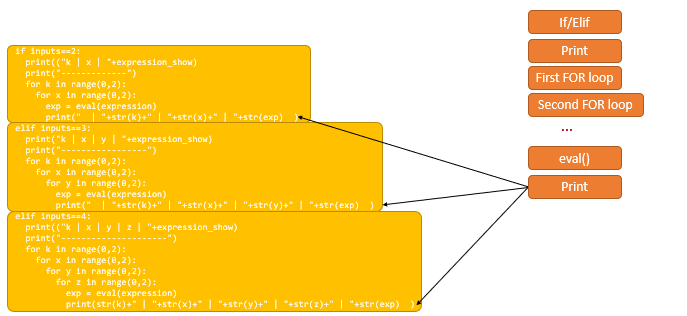 if inputs==2:
print(("k | x | "+expression_show)
print("-------------")
for k in range(0,2):
for x in range(0,2):
exp = eval(expression)
print("  | "+str(k)+" | "+str(x)+" | "+str(exp)  )
elif inputs==3:
print("k | x | y | "+expression_show)
print("-----------------")
for k in range(0,2):
for x in range(0,2):
for y in range(0,2):
exp = eval(expression)
print("  | "+str(k)+" | "+str(x)+" | "+str(y)+" | "+str(exp)  )
elif inputs==4:
print(("k | x | y | z | "+expression_show)
print("---------------------")
for k in range(0,2):
for x in range(0,2):
for y in range(0,2):
for z in range(0,2):
exp = eval(expression)
print(str(k)+" | "+str(x)+" | "+str(y)+" | "+str(z)+" | "+str(exp)  )
If/Elif
Print
First FOR loop
Second FOR loop
...
eval()
Print